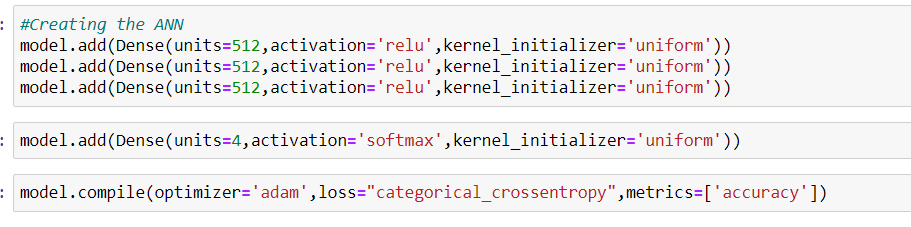 #Creating the ANN
model.add(Dense(units=512,activation='relu',kernel_initializer='uniform'))
model.add(Dense(units=512,activation='relu',kernel_initializer='uniform'))
model.add(Dense(units=512,activation='relu',kernel_initializer='uniform'))
model.add(Dense(units=4,activation='softmax',kernel_initializer='uniform'))
model.compile(optimizer='adam',loss="categorical_crossentropy",metrics=['accuracy'])